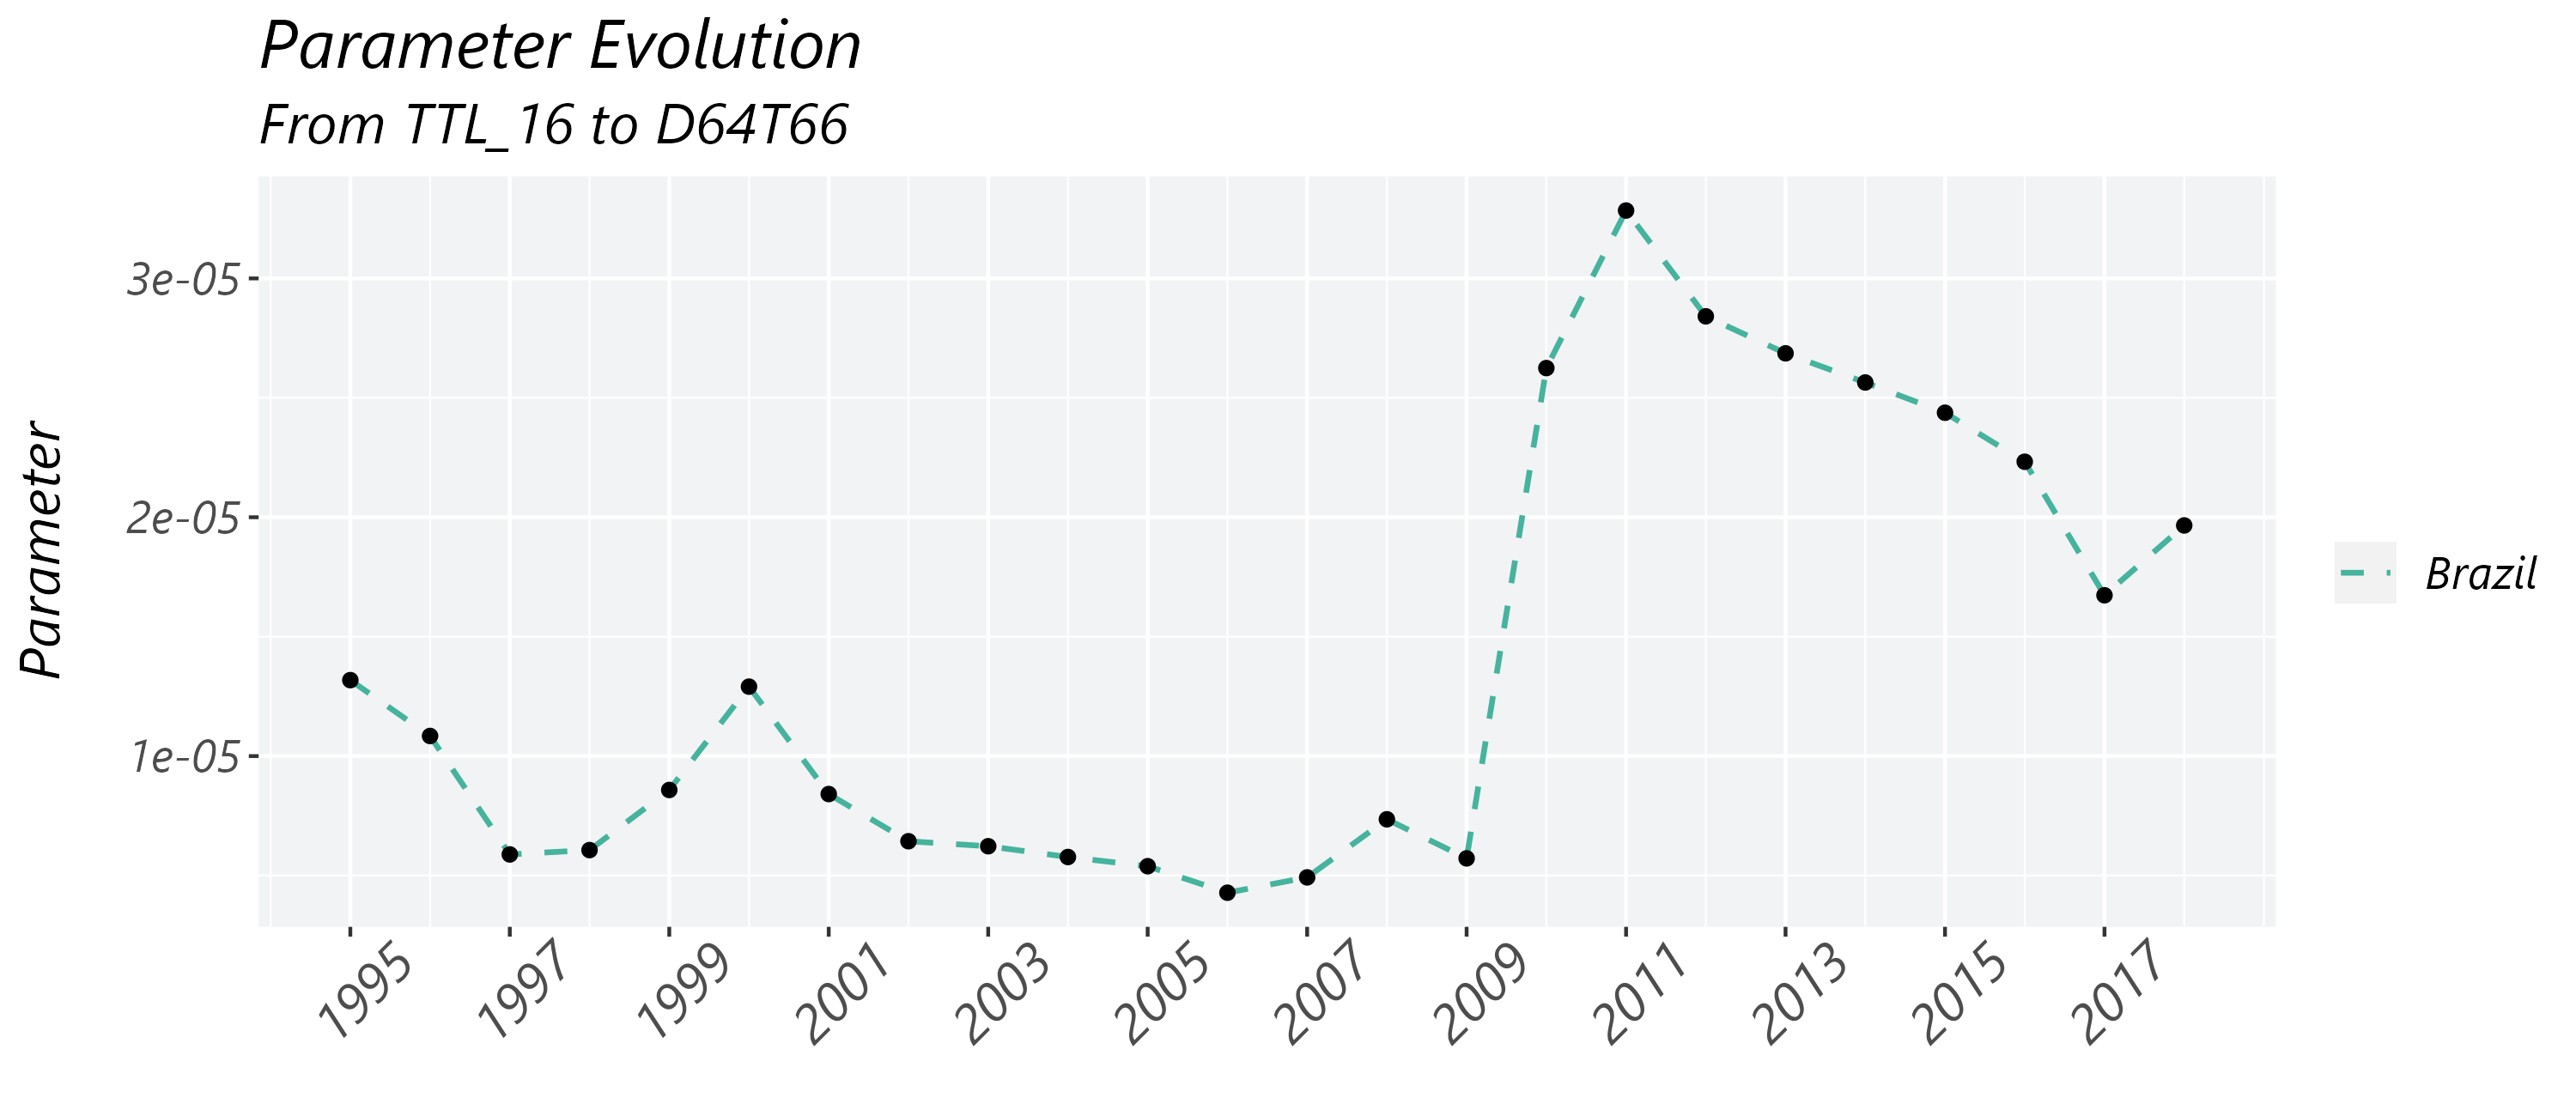 Parameter Evolution
From TTL_16 to D64T66
Parameter
3e-05
2e-05
1e-05
1995
1997
1999
2001
2003
2005
2007
2009
2011
2013
2015
2017
Brazil